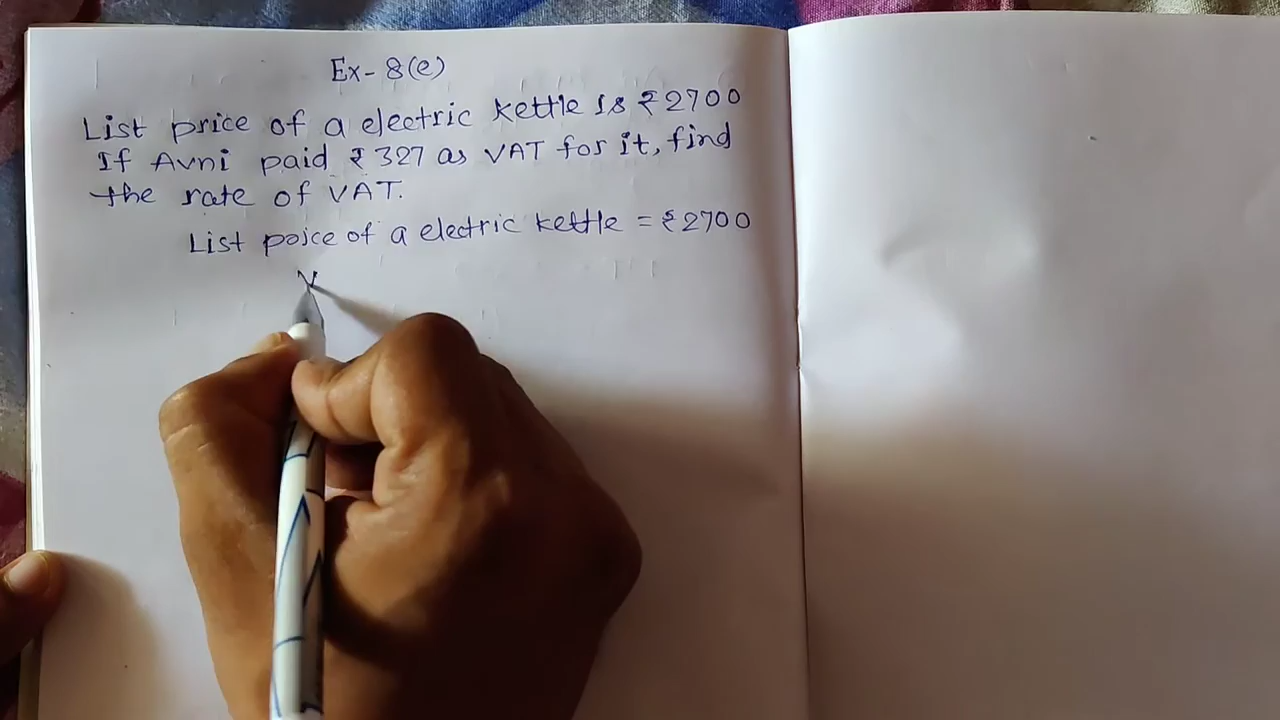 Ex- 8(e)
List price of a electric kettle is ₹2700
If Avni paid ₹327 as VAT for it, find
the rate of VAT.
List poice of a electric kettle = ₹2700
V